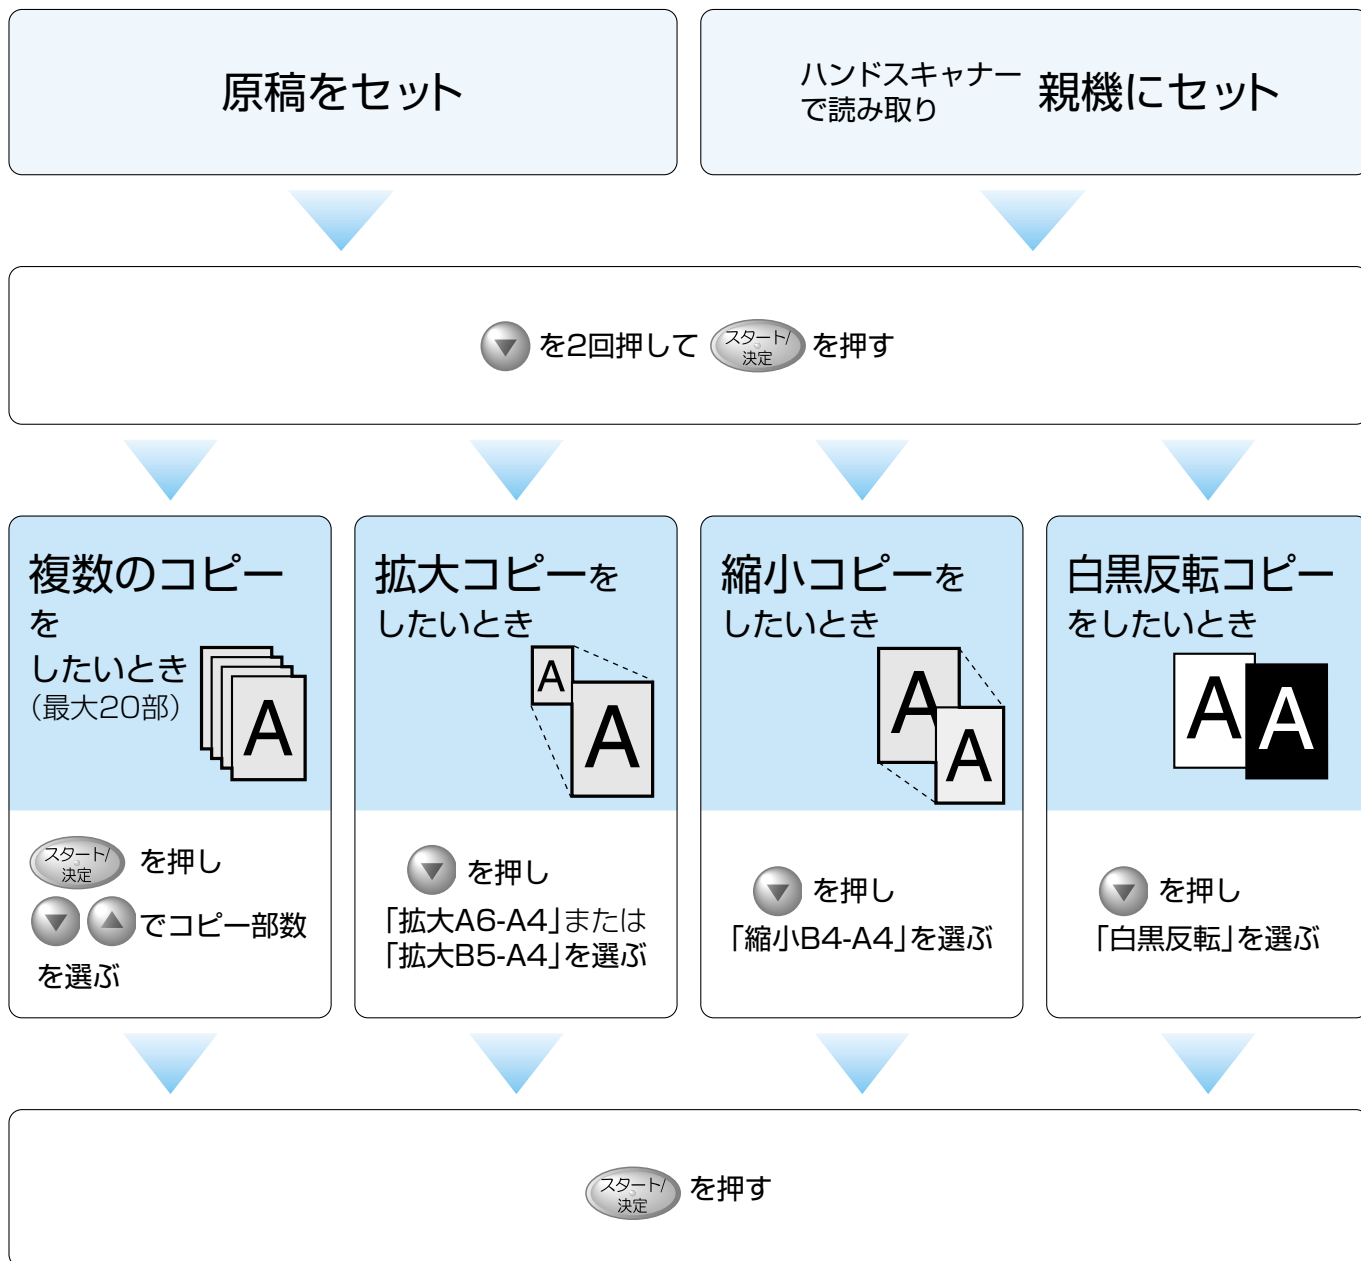 原稿をセット
ハンドスキャナー
で読み取り
親機にセット
▼を2回押して スタート/決定 を押す
複数のコピー
を
したいとき
（最大20部）
A
スタート/決定 を押し
▼▲でコピー部数
を選ぶ
拡大コピーを
したいとき
A
A
▼を押し
「拡大A6-A4」または
「拡大B5-A4」を選ぶ
縮小コピーを
したいとき
A
A
▼を押し
「縮小B4-A4」を選ぶ
白黒反転コピー
をしたいとき
A A
▼を押し
「白黒反転」を選ぶ
スタート/決定 を押す